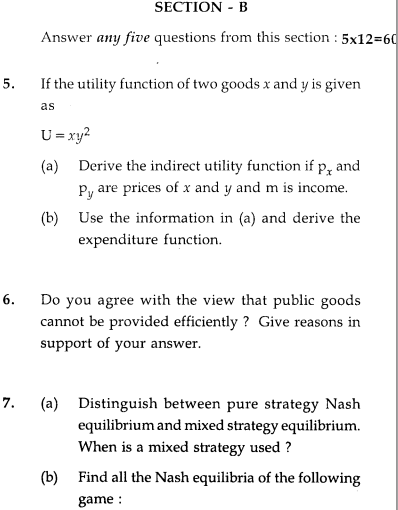 SECTION - B
Answer any five questions from this section : 5x12=60
5. If the utility function of two goods x and y is given
as
U = xy²
(a) Derive the indirect utility function if pₓ and
p_y are prices of x and y and m is income.
(b) Use the information in (a) and derive the
expenditure function.
6. Do you agree with the view that public goods
cannot be provided efficiently ? Give reasons in
support of your answer.
7. (a) Distinguish between pure strategy Nash
equilibrium and mixed strategy equilibrium.
When is a mixed strategy used ?
(b) Find all the Nash equilibria of the following
game :